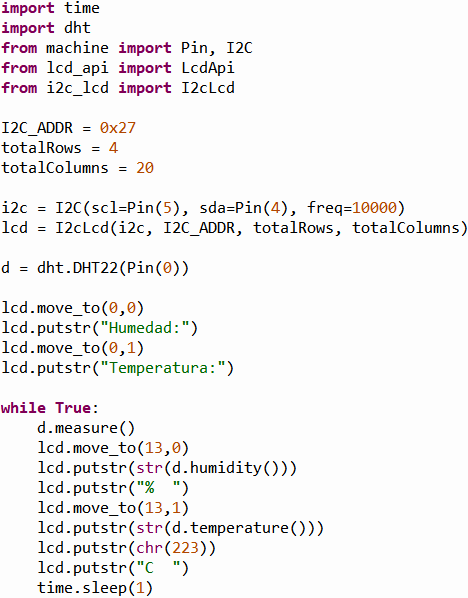 import time
import dht
from machine import Pin, I2C
from lcd_api import LcdApi
from i2c_lcd import I2cLcd

I2C_ADDR = 0x27
totalRows = 4
totalColumns = 20

i2c = I2C(scl=Pin(5), sda=Pin(4), freq=10000)
lcd = I2cLcd(i2c, I2C_ADDR, totalRows, totalColumns)

d = dht.DHT22(Pin(0))

lcd.move_to(0,0)
lcd.putstr("Humedad:")
lcd.move_to(0,1)
lcd.putstr("Temperatura:")

while True:
    d.measure()
    lcd.move_to(13,0)
    lcd.putstr(str(d.humidity()))
    lcd.putstr("%  ")
    lcd.move_to(13,1)
    lcd.putstr(str(d.temperature()))
    lcd.putstr(chr(223))
    lcd.putstr("C  ")
    time.sleep(1)